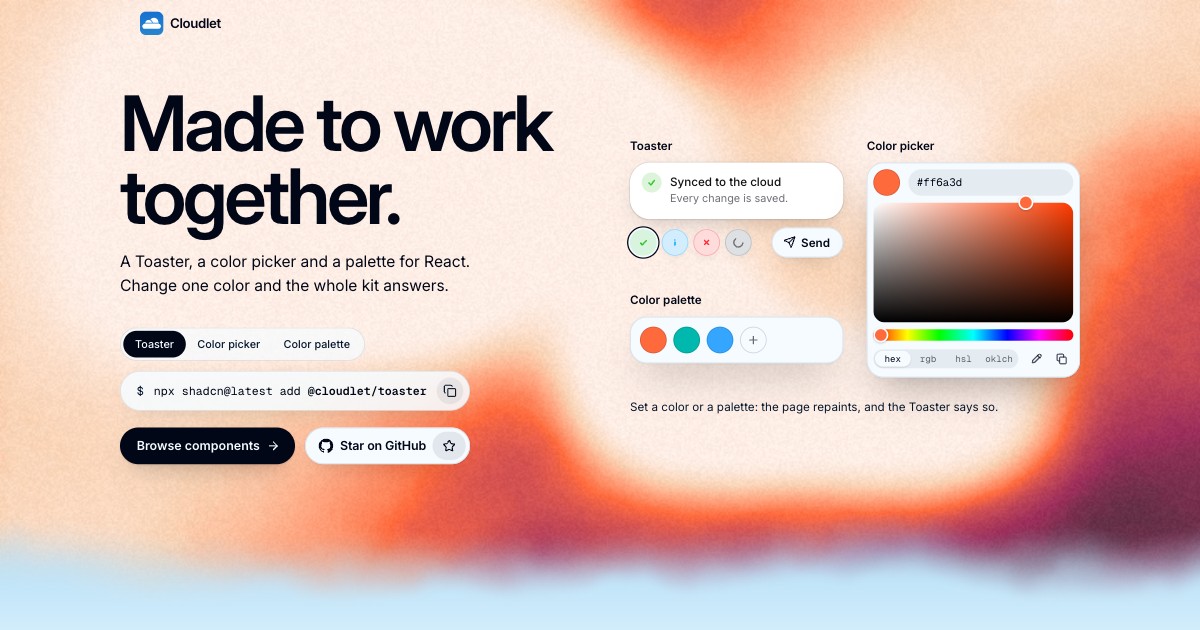 Cloudlet
Made to work
together.
A Toaster, a color picker and a palette for React.
Change one color and the whole kit answers.
Toaster
Color picker
Color palette
$ npx shadcn@latest add @cloudlet/toaster
Browse components
Star on GitHub
Toaster
Synced to the cloud
Every change is saved.
Send
Color palette
Color picker
#ff6a3d
hex
rgb
hsl
oklch
Set a color or a palette: the page repaints, and the Toaster says so.